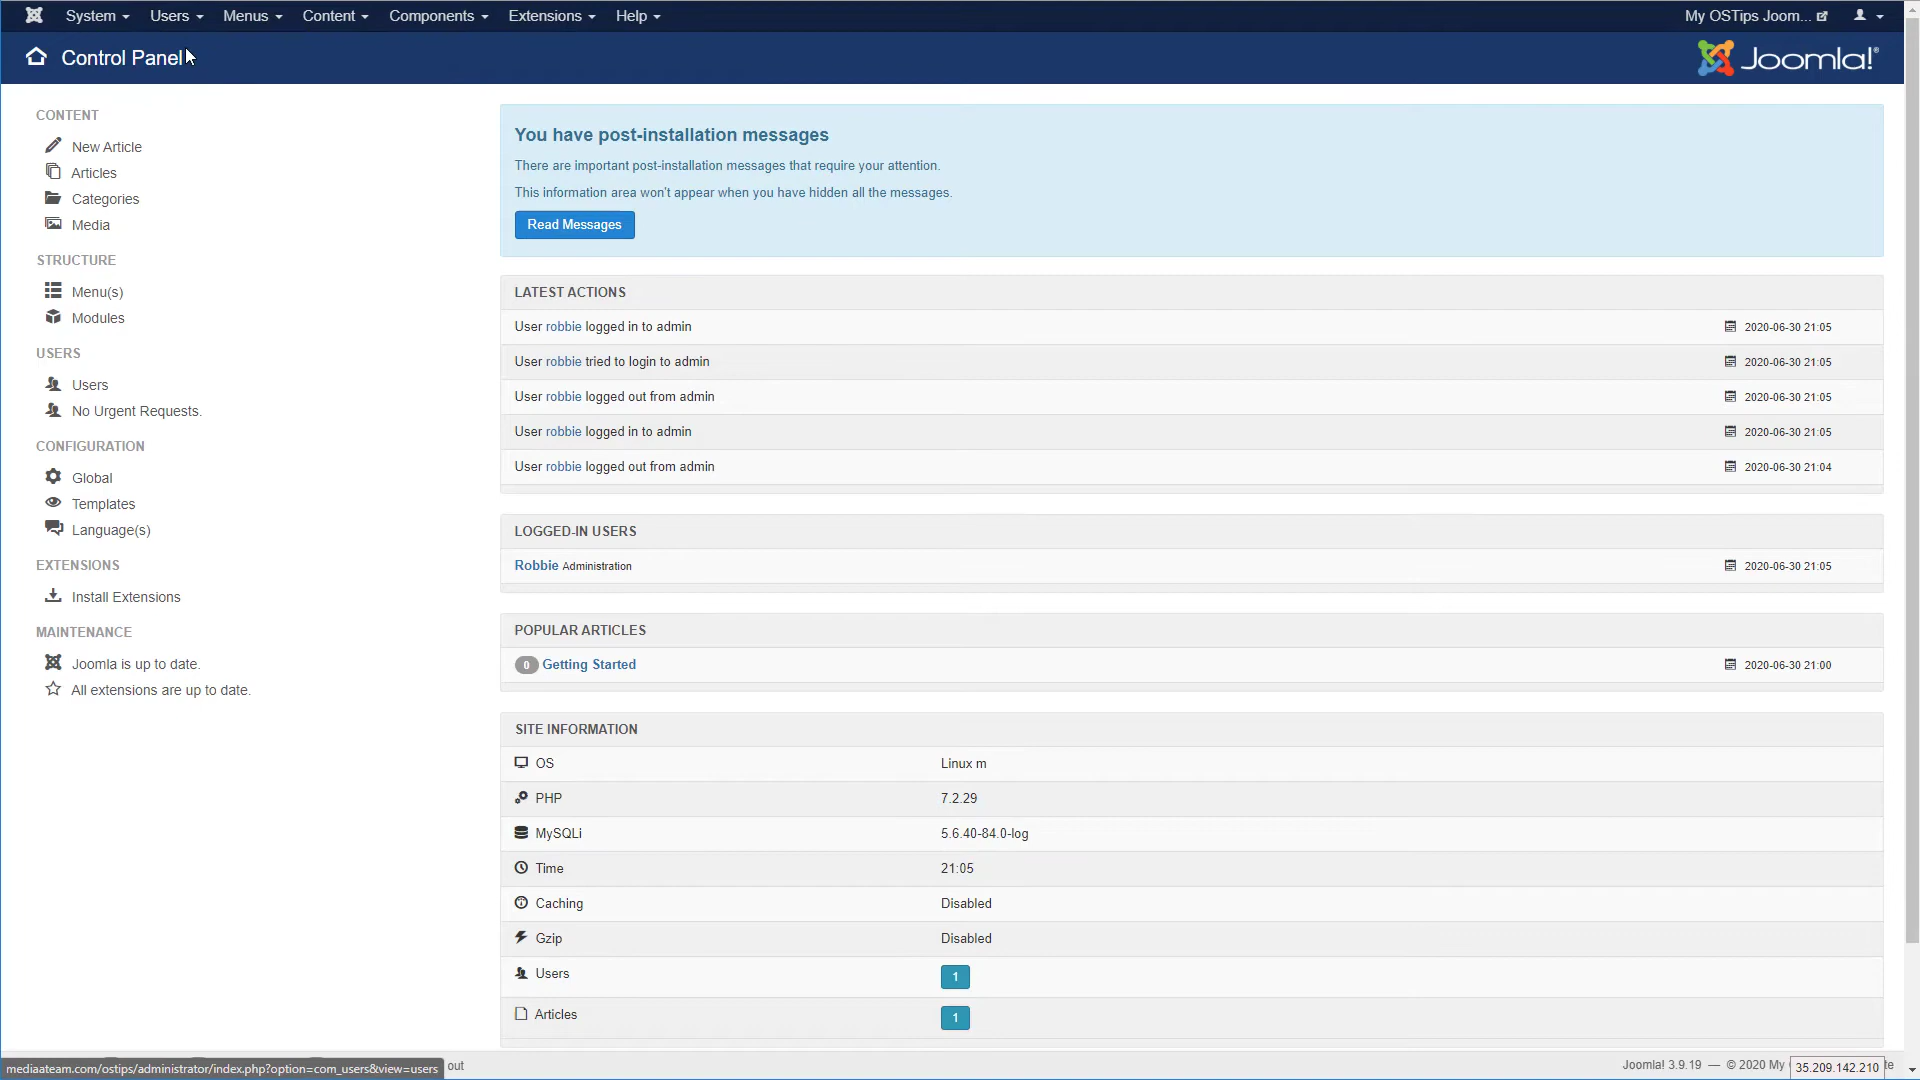 System Users Menus Content Components Extensions Help My OSTips Joom...
Control Panel Joomla!®
CONTENT
New Article
Articles
Categories
Media
STRUCTURE
Menu(s)
Modules
USERS
Users
No Urgent Requests.
CONFIGURATION
Global
Templates
Language(s)
EXTENSIONS
Install Extensions
MAINTENANCE
Joomla is up to date.
All extensions are up to date.
You have post-installation messages
There are important post-installation messages that require your attention.
This information area won't appear when you have hidden all the messages.
Read Messages
LATEST ACTIONS
User robbie logged in to admin 2020-06-30 21:05
User robbie tried to login to admin 2020-06-30 21:05
User robbie logged out from admin 2020-06-30 21:05
User robbie logged in to admin 2020-06-30 21:05
User robbie logged out from admin 2020-06-30 21:04
LOGGED-IN USERS
Robbie Administration 2020-06-30 21:05
POPULAR ARTICLES
0 Getting Started 2020-06-30 21:00
SITE INFORMATION
OS Linux m
PHP 7.2.29
MySQLi 5.6.40-84.0-log
Time 21:05
Caching Disabled
Gzip Disabled
Users 1
Articles 1
mediaateam.com/ostips/administrator/index.php?option=com_users&view=users out Joomla! 3.9.19 — © 2020 My 35.209.142.210 te